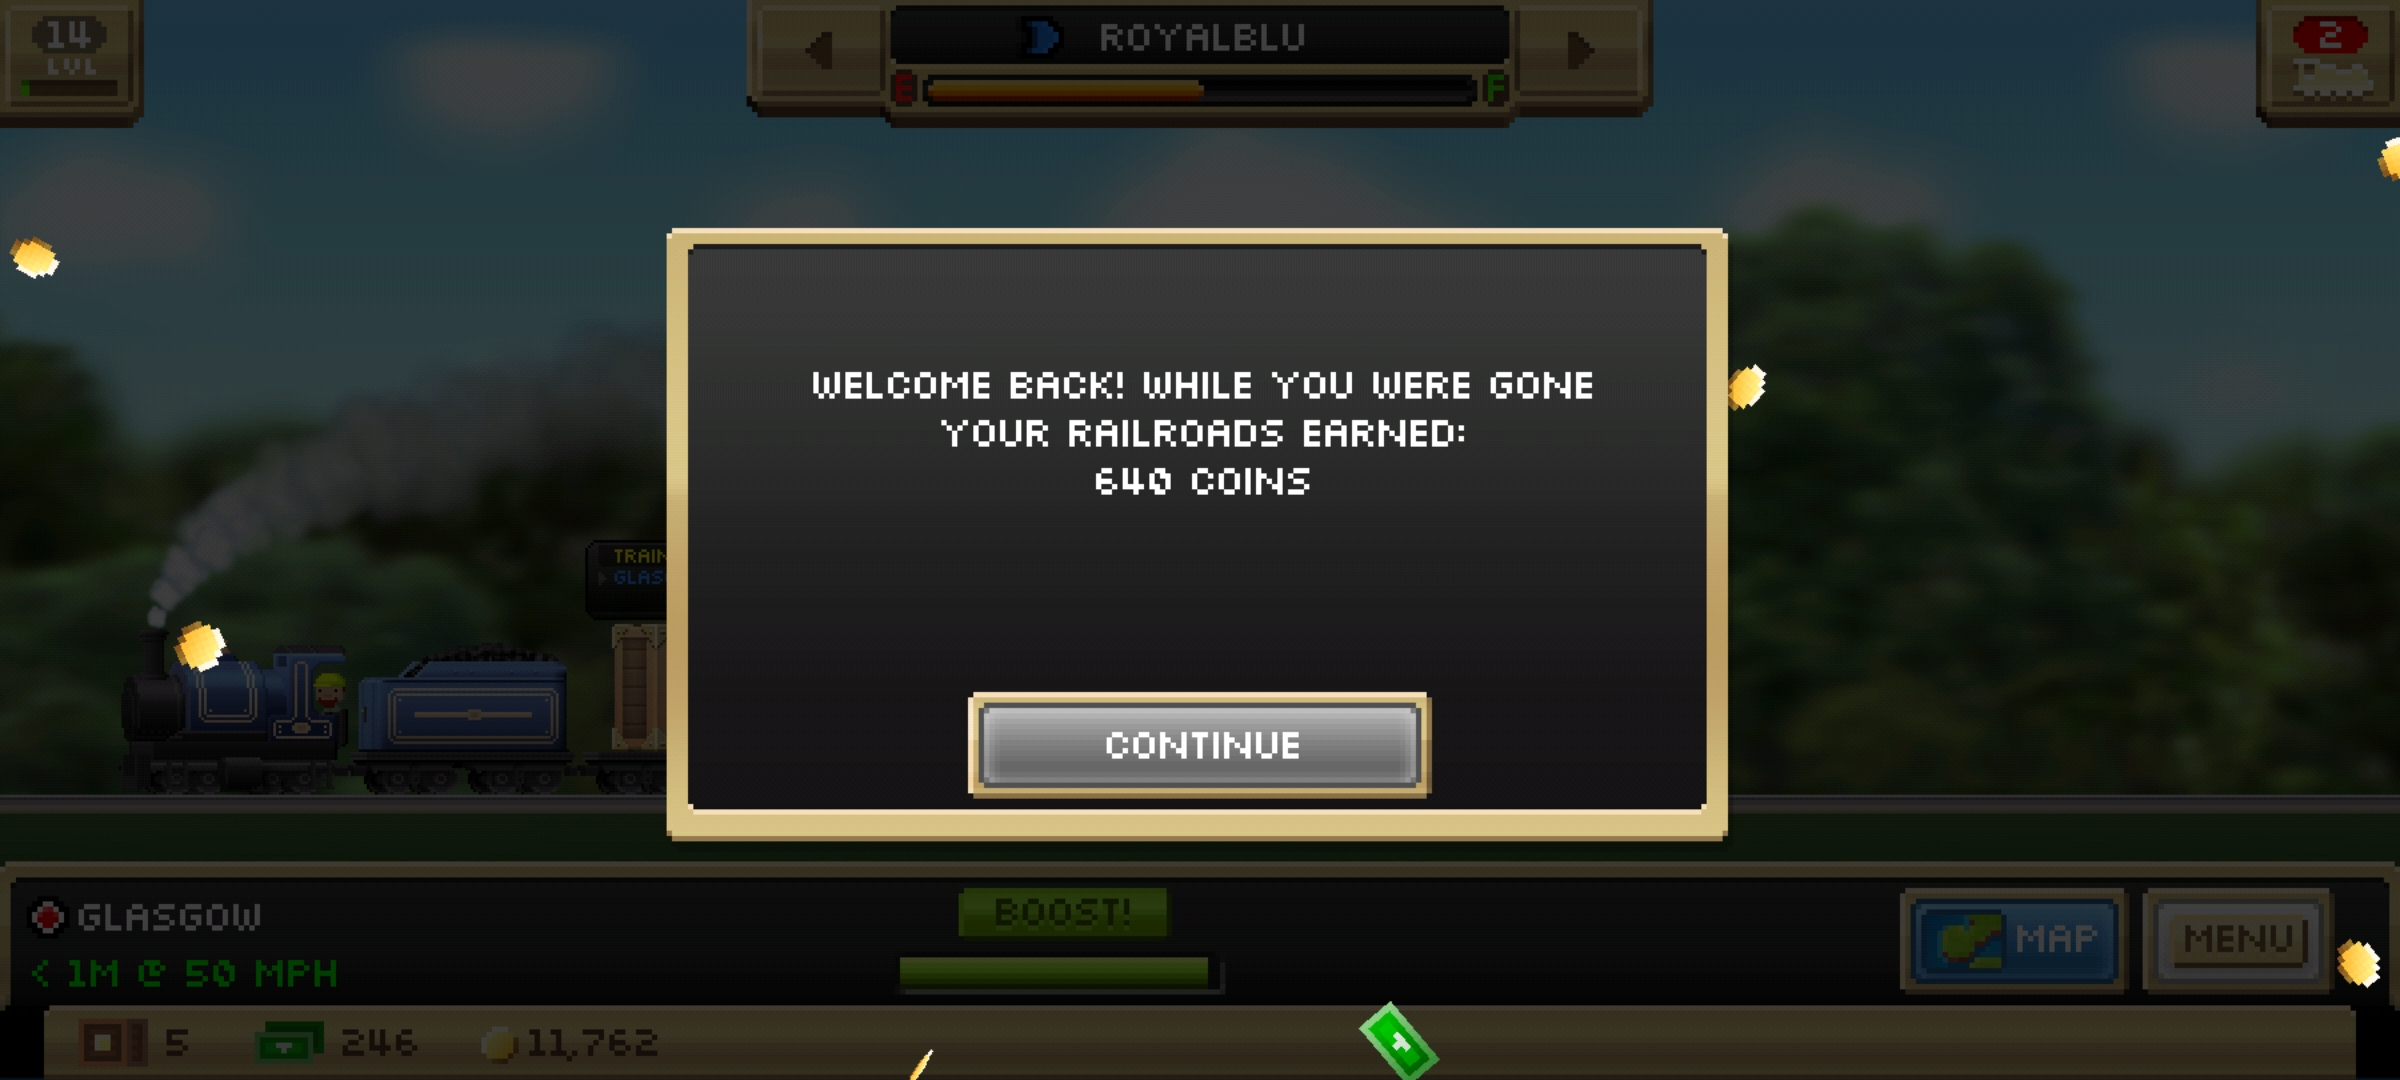 14
LVL
ROYALBLU
E
F
2
WELCOME BACK! WHILE YOU WERE GONE
YOUR RAILROADS EARNED:
640 COINS
CONTINUE
GLASGOW
< 1M @ 50 MPH
BOOST!
MAP
MENU
5
246
11,762